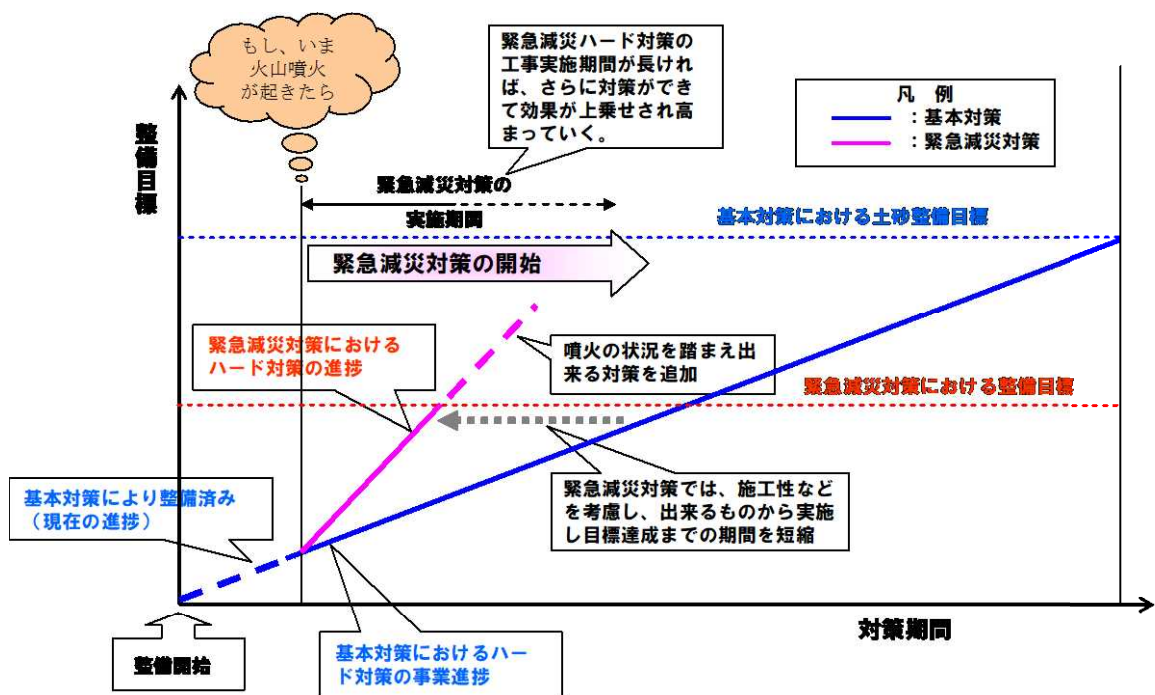 もし、いま
火山噴火
が起きたら
緊急減災ハード対策の
工事実施期間が長けれ
ば、さらに対策ができ
て効果が上乗せされ高
まっていく。
凡　例
：基本対策
：緊急減災対策
整備目標
緊急減災対策の
実施期間
基本対策における土砂整備目標
緊急減災対策の開始
緊急減災対策における
ハード対策の進捗
噴火の状況を踏まえ出
来る対策を追加
緊急減災対策における整備目標
基本対策により整備済み
（現在の進捗）
緊急減災対策では、施工性など
を考慮し、出来るものから実施
し目標達成までの期間を短縮
対策期間
整備開始
基本対策におけるハー
ド対策の事業進捗